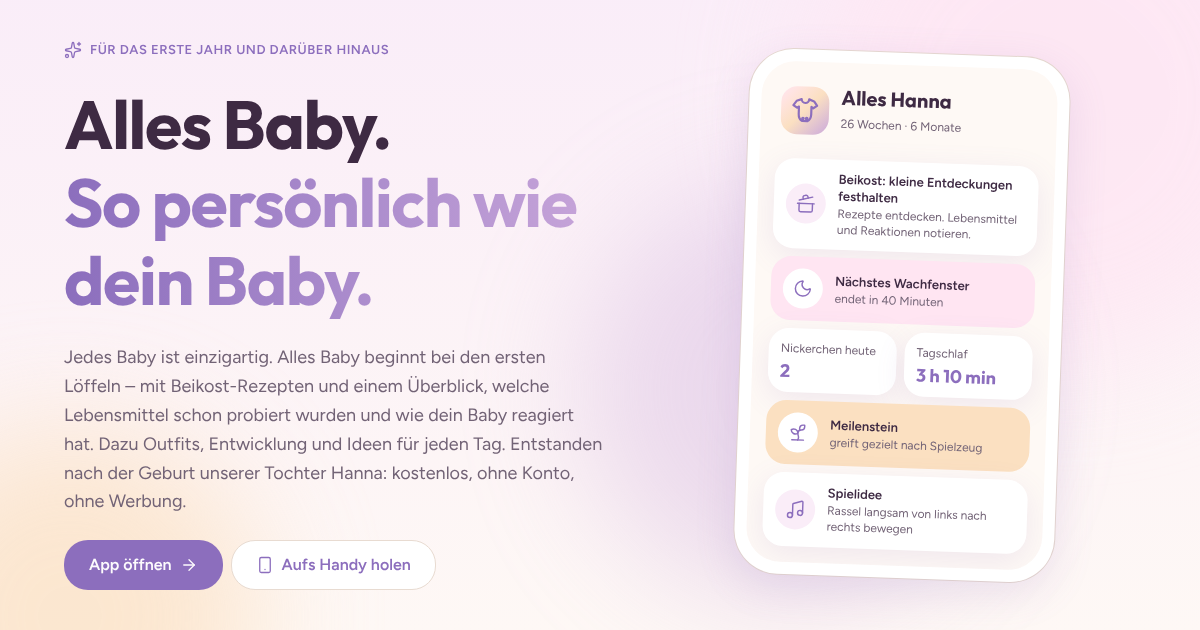 FÜR DAS ERSTE JAHR UND DARÜBER HINAUS
Alles Baby.
So persönlich wie
dein Baby.
Jedes Baby ist einzigartig. Alles Baby beginnt bei den ersten
Löffeln – mit Beikost-Rezepten und einem Überblick, welche
Lebensmittel schon probiert wurden und wie dein Baby reagiert
hat. Dazu Outfits, Entwicklung und Ideen für jeden Tag. Entstanden
nach der Geburt unserer Tochter Hanna: kostenlos, ohne Konto,
ohne Werbung.
App öffnen
Aufs Handy holen
Alles Hanna
26 Wochen · 6 Monate
Beikost: kleine Entdeckungen
festhalten
Rezepte entdecken. Lebensmittel
und Reaktionen notieren.
Nächstes Wachfenster
endet in 40 Minuten
Nickerchen heute
2
Tagschlaf
3 h 10 min
Meilenstein
greift gezielt nach Spielzeug
Spielidee
Rassel langsam von links nach
rechts bewegen